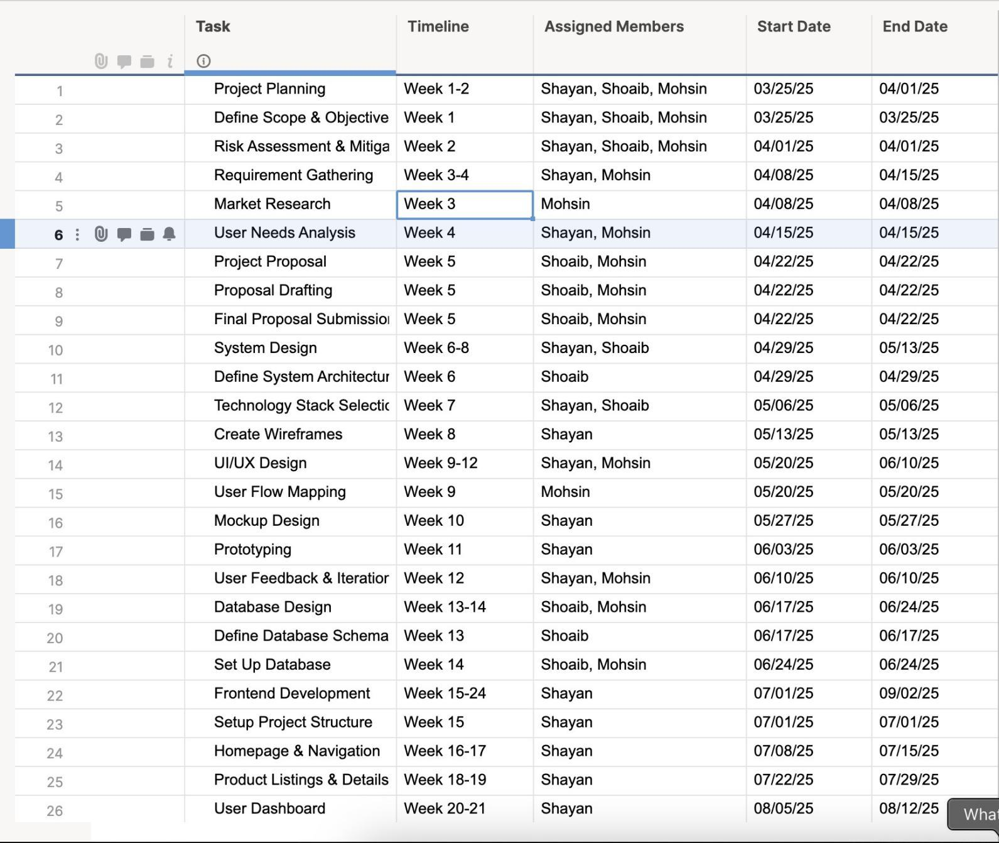 Task Timeline Assigned Members Start Date End Date
1 Project Planning Week 1-2 Shayan, Shoaib, Mohsin 03/25/25 04/01/25
2 Define Scope & Objective Week 1 Shayan, Shoaib, Mohsin 03/25/25 03/25/25
3 Risk Assessment & Mitiga Week 2 Shayan, Shoaib, Mohsin 04/01/25 04/01/25
4 Requirement Gathering Week 3-4 Shayan, Mohsin 04/08/25 04/15/25
5 Market Research Week 3 Mohsin 04/08/25 04/08/25
6 User Needs Analysis Week 4 Shayan, Mohsin 04/15/25 04/15/25
7 Project Proposal Week 5 Shoaib, Mohsin 04/22/25 04/22/25
8 Proposal Drafting Week 5 Shoaib, Mohsin 04/22/25 04/22/25
9 Final Proposal Submission Week 5 Shoaib, Mohsin 04/22/25 04/22/25
10 System Design Week 6-8 Shayan, Shoaib 04/29/25 05/13/25
11 Define System Architectur Week 6 Shoaib 04/29/25 04/29/25
12 Technology Stack Selectio Week 7 Shayan, Shoaib 05/06/25 05/06/25
13 Create Wireframes Week 8 Shayan 05/13/25 05/13/25
14 UI/UX Design Week 9-12 Shayan, Mohsin 05/20/25 06/10/25
15 User Flow Mapping Week 9 Mohsin 05/20/25 05/20/25
16 Mockup Design Week 10 Shayan 05/27/25 05/27/25
17 Prototyping Week 11 Shayan 06/03/25 06/03/25
18 User Feedback & Iteration Week 12 Shayan, Mohsin 06/10/25 06/10/25
19 Database Design Week 13-14 Shoaib, Mohsin 06/17/25 06/24/25
20 Define Database Schema Week 13 Shoaib 06/17/25 06/17/25
21 Set Up Database Week 14 Shoaib, Mohsin 06/24/25 06/24/25
22 Frontend Development Week 15-24 Shayan 07/01/25 09/02/25
23 Setup Project Structure Week 15 Shayan 07/01/25 07/01/25
24 Homepage & Navigation Week 16-17 Shayan 07/08/25 07/15/25
25 Product Listings & Details Week 18-19 Shayan 07/22/25 07/29/25
26 User Dashboard Week 20-21 Shayan 08/05/25 08/12/25
What